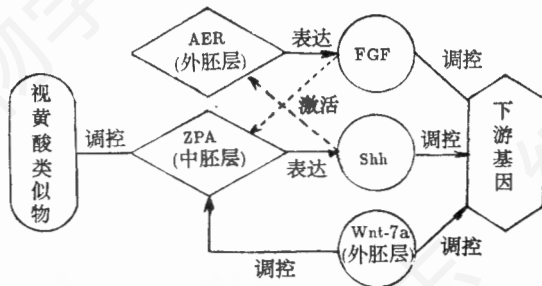 AER
(外胚层)
表达
FGF
调控
视黄酸类似物
调控
ZPA
(中胚层)
激活
表达
Shh
调控
下游基因
Wnt-7a
(外胚层)
调控
调控